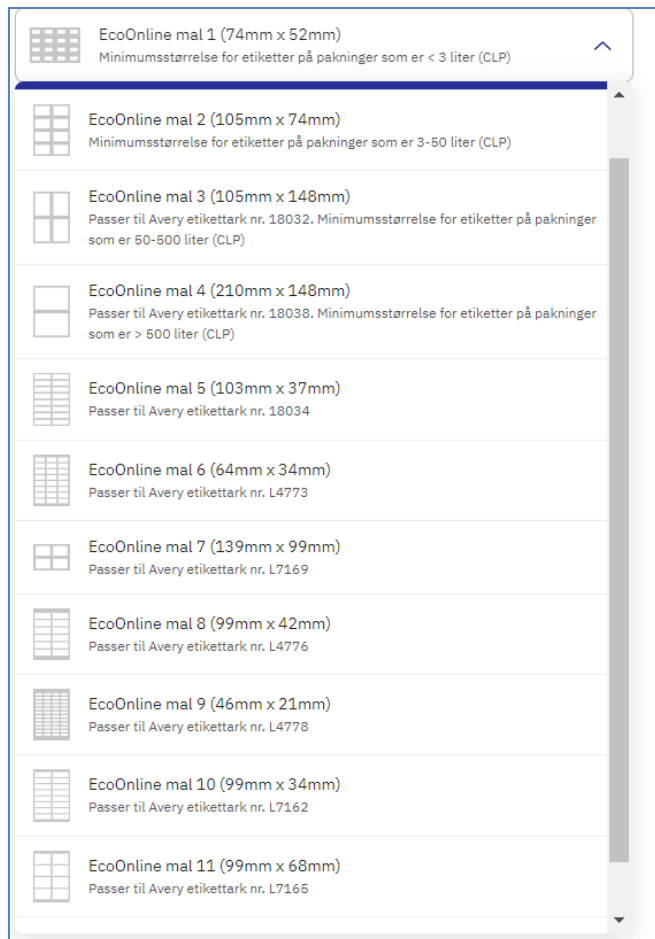 EcoOnline mal 1 (74mm x 52mm)
Minimumsstørrelse for etiketter på pakninger som er < 3 liter (CLP)
EcoOnline mal 2 (105mm x 74mm)
Minimumsstørrelse for etiketter på pakninger som er 3-50 liter (CLP)
EcoOnline mal 3 (105mm x 148mm)
Passer til Avery etikettark nr. 18032. Minimumsstørrelse for etiketter på pakninger
som er 50-500 liter (CLP)
EcoOnline mal 4 (210mm x 148mm)
Passer til Avery etikettark nr. 18038. Minimumsstørrelse for etiketter på pakninger
som er > 500 liter (CLP)
EcoOnline mal 5 (103mm x 37mm)
Passer til Avery etikettark nr. 18034
EcoOnline mal 6 (64mm x 34mm)
Passer til Avery etikettark nr. L4773
EcoOnline mal 7 (139mm x 99mm)
Passer til Avery etikettark nr. L7169
EcoOnline mal 8 (99mm x 42mm)
Passer til Avery etikettark nr. L4776
EcoOnline mal 9 (46mm x 21mm)
Passer til Avery etikettark nr. L4778
EcoOnline mal 10 (99mm x 34mm)
Passer til Avery etikettark nr. L7162
EcoOnline mal 11 (99mm x 68mm)
Passer til Avery etikettark nr. L7165